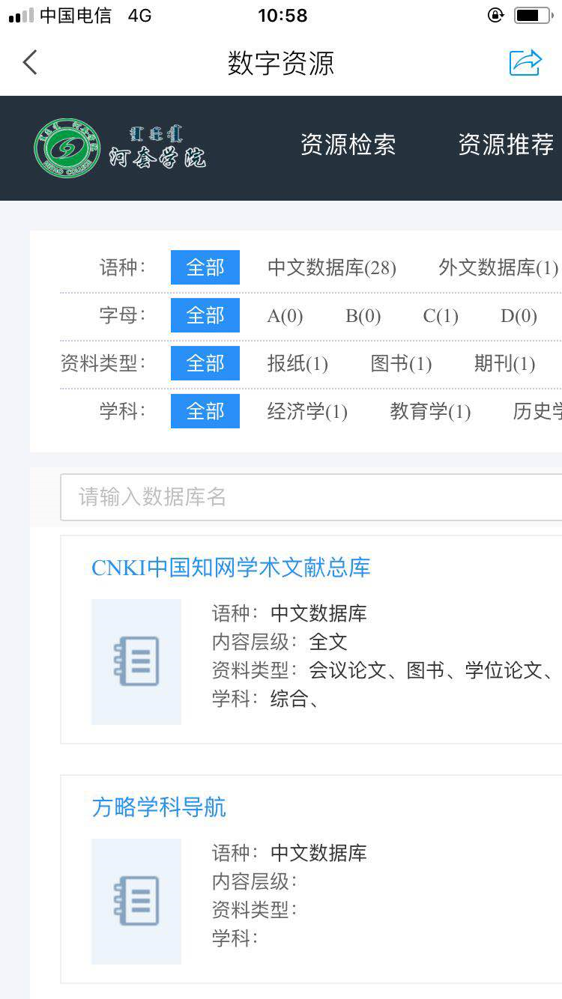 中国电信 4G 10:58
数字资源
河套学院
HETAO COLLEGE
资源检索 资源推荐
语种： 全部 中文数据库(28) 外文数据库(1)
字母： 全部 A(0) B(0) C(1) D(0)
资料类型： 全部 报纸(1) 图书(1) 期刊(1)
学科： 全部 经济学(1) 教育学(1) 历史学
请输入数据库名
CNKI中国知网学术文献总库
语种：中文数据库
内容层级：全文
资料类型：会议论文、图书、学位论文、
学科：综合、
方略学科导航
语种：中文数据库
内容层级：
资料类型：
学科：